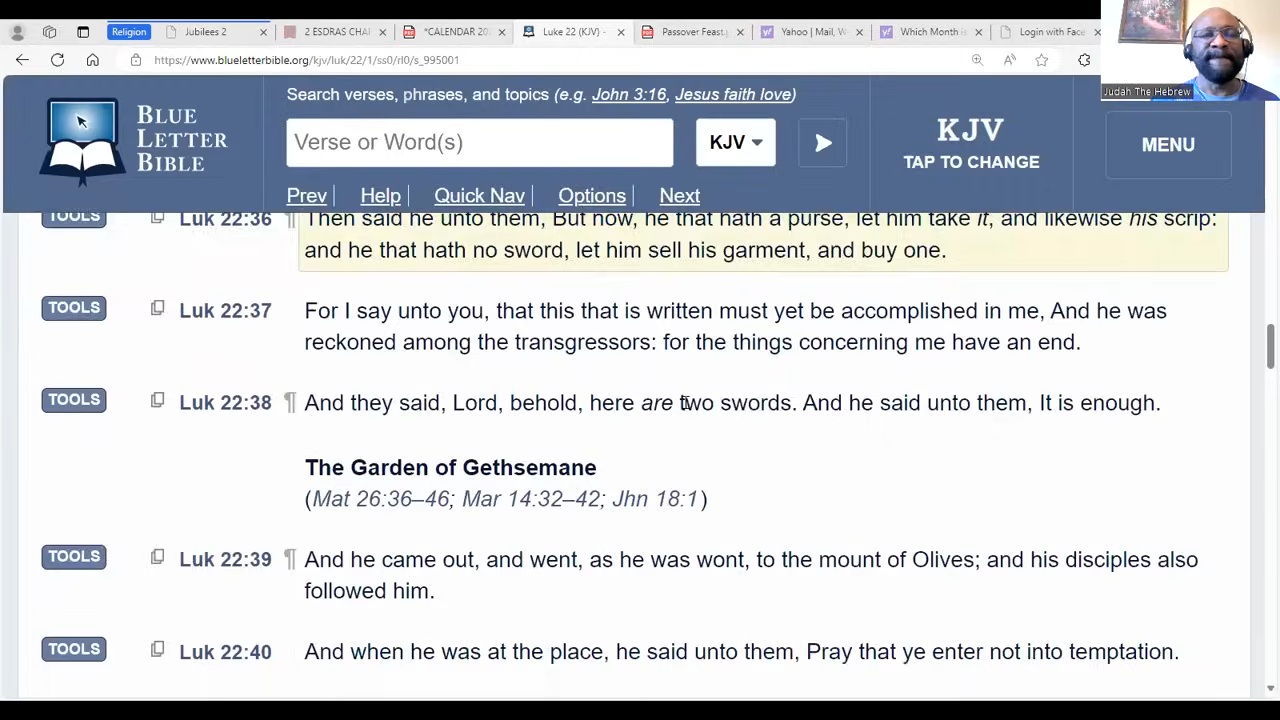 Religion
Jubilees 2
2 ESDRAS CHA
*CALENDAR 20
Luke 22 (KJV) -
Passover Feast.p
Yahoo | Mail, W
Which Month is
Login with Face
https://www.blueletterbible.org/kjv/luk/22/1/ss0/rl0/s_995001
Judah The Hebrew
BLUE
LETTER
BIBLE
Search verses, phrases, and topics (e.g. John 3:16, Jesus faith love)
Verse or Word(s)
KJV
KJV
TAP TO CHANGE
MENU
Prev
Help
Quick Nav
Options
Next
TOOLS Luk 22:36 ¶ Then said he unto them, But now, he that hath a purse, let him take it, and likewise his scrip:
and he that hath no sword, let him sell his garment, and buy one.
TOOLS Luk 22:37 For I say unto you, that this that is written must yet be accomplished in me, And he was
reckoned among the transgressors: for the things concerning me have an end.
TOOLS Luk 22:38 ¶ And they said, Lord, behold, here are two swords. And he said unto them, It is enough.
The Garden of Gethsemane
(Mat 26:36–46; Mar 14:32–42; Jhn 18:1)
TOOLS Luk 22:39 ¶ And he came out, and went, as he was wont, to the mount of Olives; and his disciples also
followed him.
TOOLS Luk 22:40 And when he was at the place, he said unto them, Pray that ye enter not into temptation.